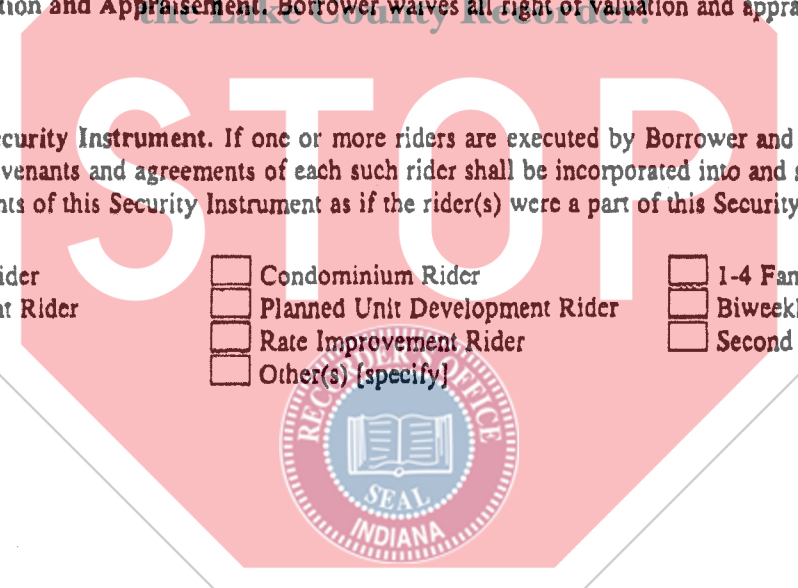 the Lake County Recorder!
tion and Appraisement. Borrower waives all right of valuation and appra
STOP
curity Instrument. If one or more riders are executed by Borrower and
venants and agreements of each such rider shall be incorporated into and s
nts of this Security Instrument as if the rider(s) were a part of this Security
ider
Condominium Rider
1-4 Fam
nt Rider
Planned Unit Development Rider
Biweekl
Rate Improvement Rider
Second
Other(s) [specify]
RECORDER'S OFFICE
SEAL
INDIANA